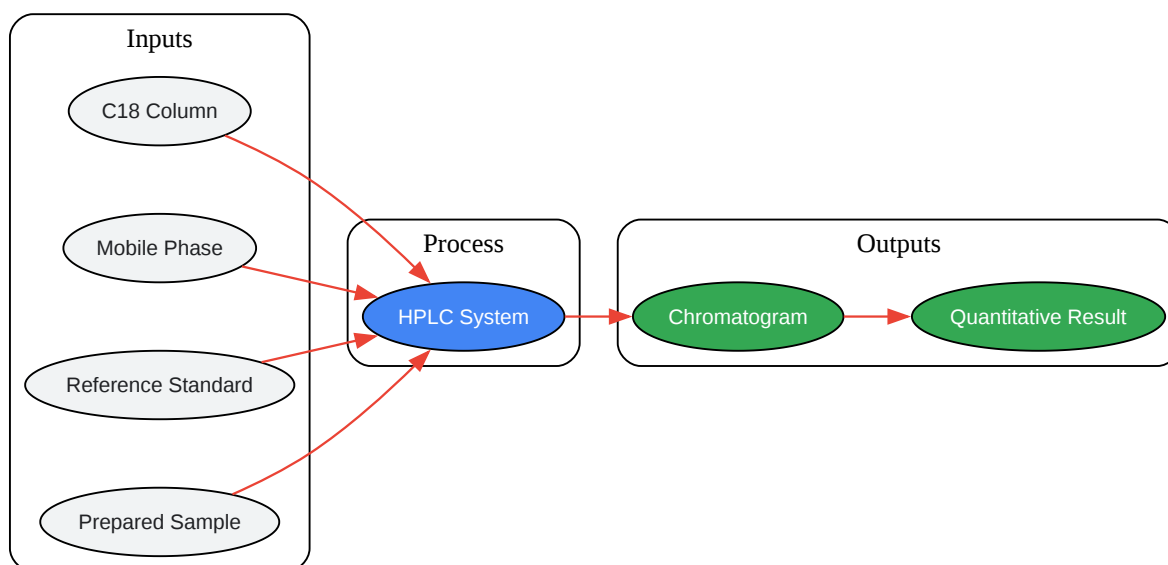 Inputs
C18 Column
Mobile Phase
Reference Standard
Prepared Sample
Process
HPLC System
Outputs
Chromatogram
Quantitative Result